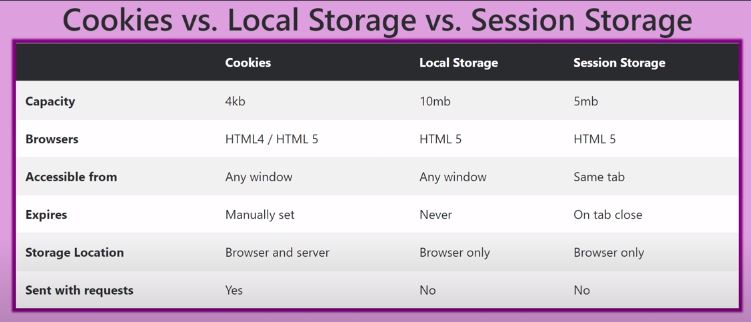 Cookies vs. Local Storage vs. Session Storage
Cookies Local Storage Session Storage
Capacity 4kb 10mb 5mb
Browsers HTML4 / HTML 5 HTML 5 HTML 5
Accessible from Any window Any window Same tab
Expires Manually set Never On tab close
Storage Location Browser and server Browser only Browser only
Sent with requests Yes No No